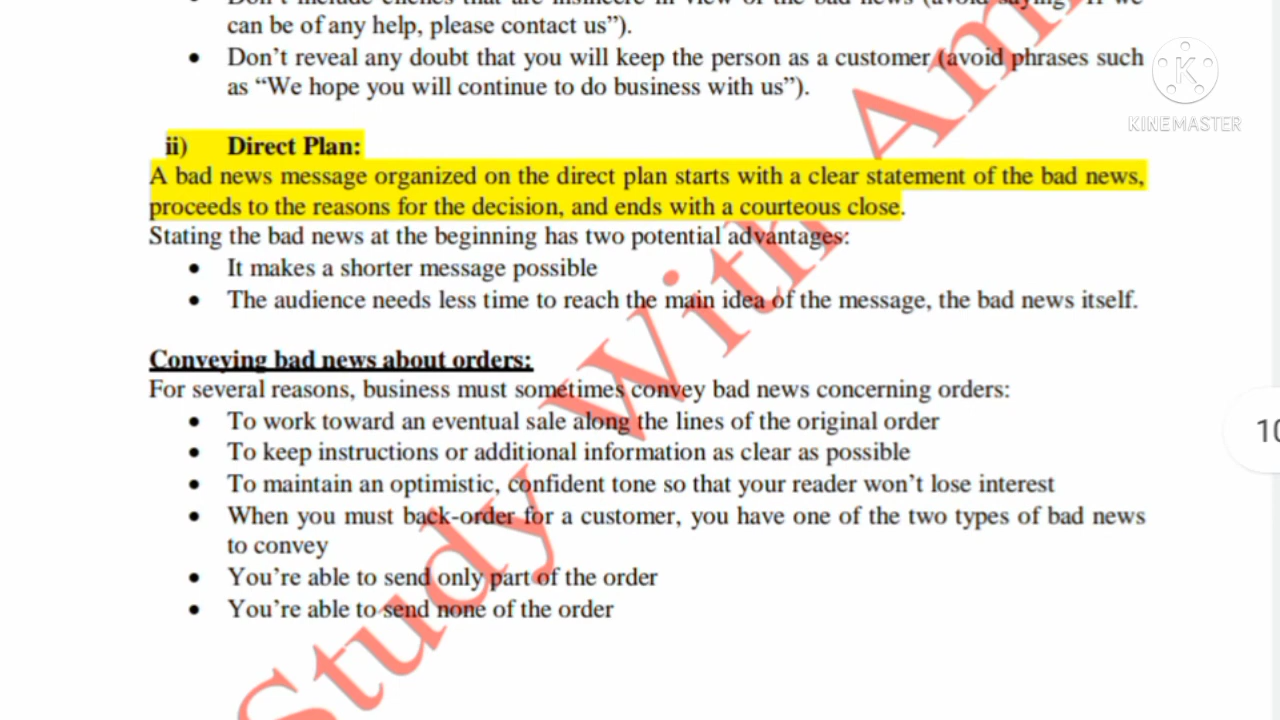 can be of any help, please contact us”).
• Don’t reveal any doubt that you will keep the person as a customer (avoid phrases such
as “We hope you will continue to do business with us”).
KINEMASTER
ii) Direct Plan:
A bad news message organized on the direct plan starts with a clear statement of the bad news,
proceeds to the reasons for the decision, and ends with a courteous close.
Stating the bad news at the beginning has two potential advantages:
• It makes a shorter message possible
• The audience needs less time to reach the main idea of the message, the bad news itself.
Conveying bad news about orders:
For several reasons, business must sometimes convey bad news concerning orders:
• To work toward an eventual sale along the lines of the original order
• To keep instructions or additional information as clear as possible
• To maintain an optimistic, confident tone so that your reader won’t lose interest
• When you must back-order for a customer, you have one of the two types of bad news
to convey
• You’re able to send only part of the order
• You’re able to send none of the order
10
Study With